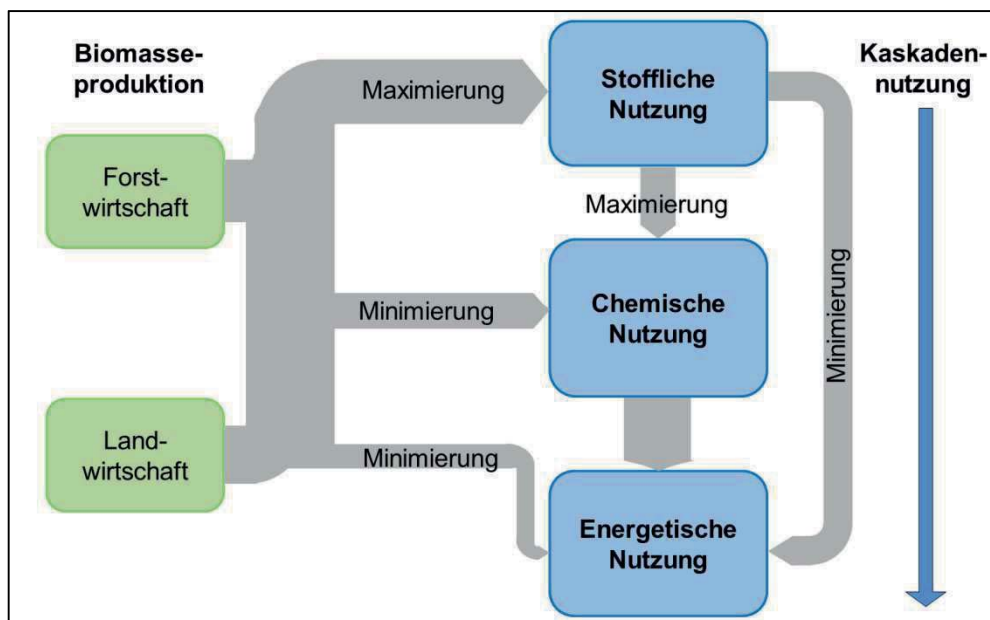 Biomasse-
produktion
Forst-
wirtschaft
Land-
wirtschaft
Maximierung
Minimierung
Minimierung
Stoffliche
Nutzung
Maximierung
Chemische
Nutzung
Energetische
Nutzung
Minimierung
Kaskaden-
nutzung